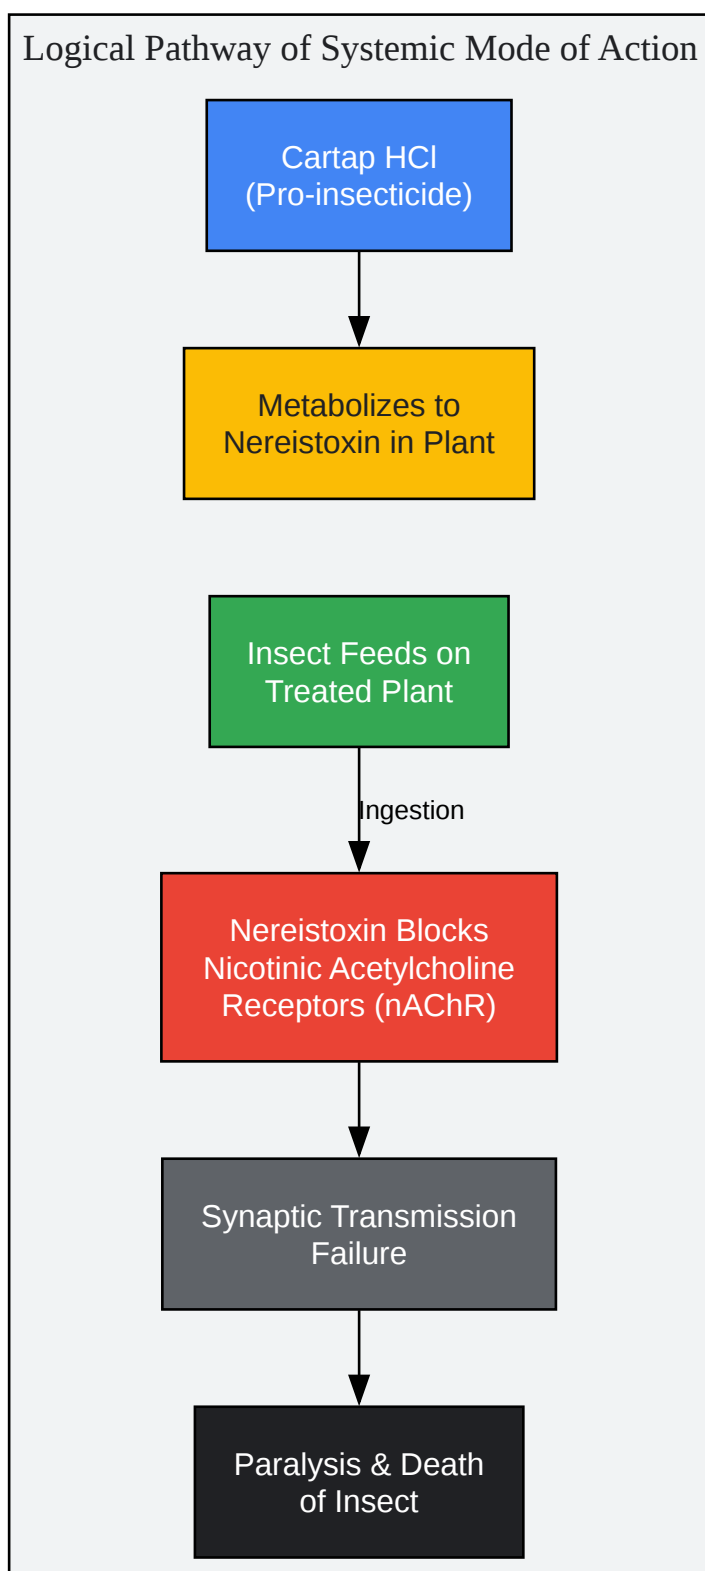 Logical Pathway of Systemic Mode of Action
Cartap HCl
(Pro-insecticide)
Metabolizes to
Nereistoxin in Plant
Insect Feeds on
Treated Plant
Ingestion
Nereistoxin Blocks
Nicotinic Acetylcholine
Receptors (nAChR)
Synaptic Transmission
Failure
Paralysis & Death
of Insect